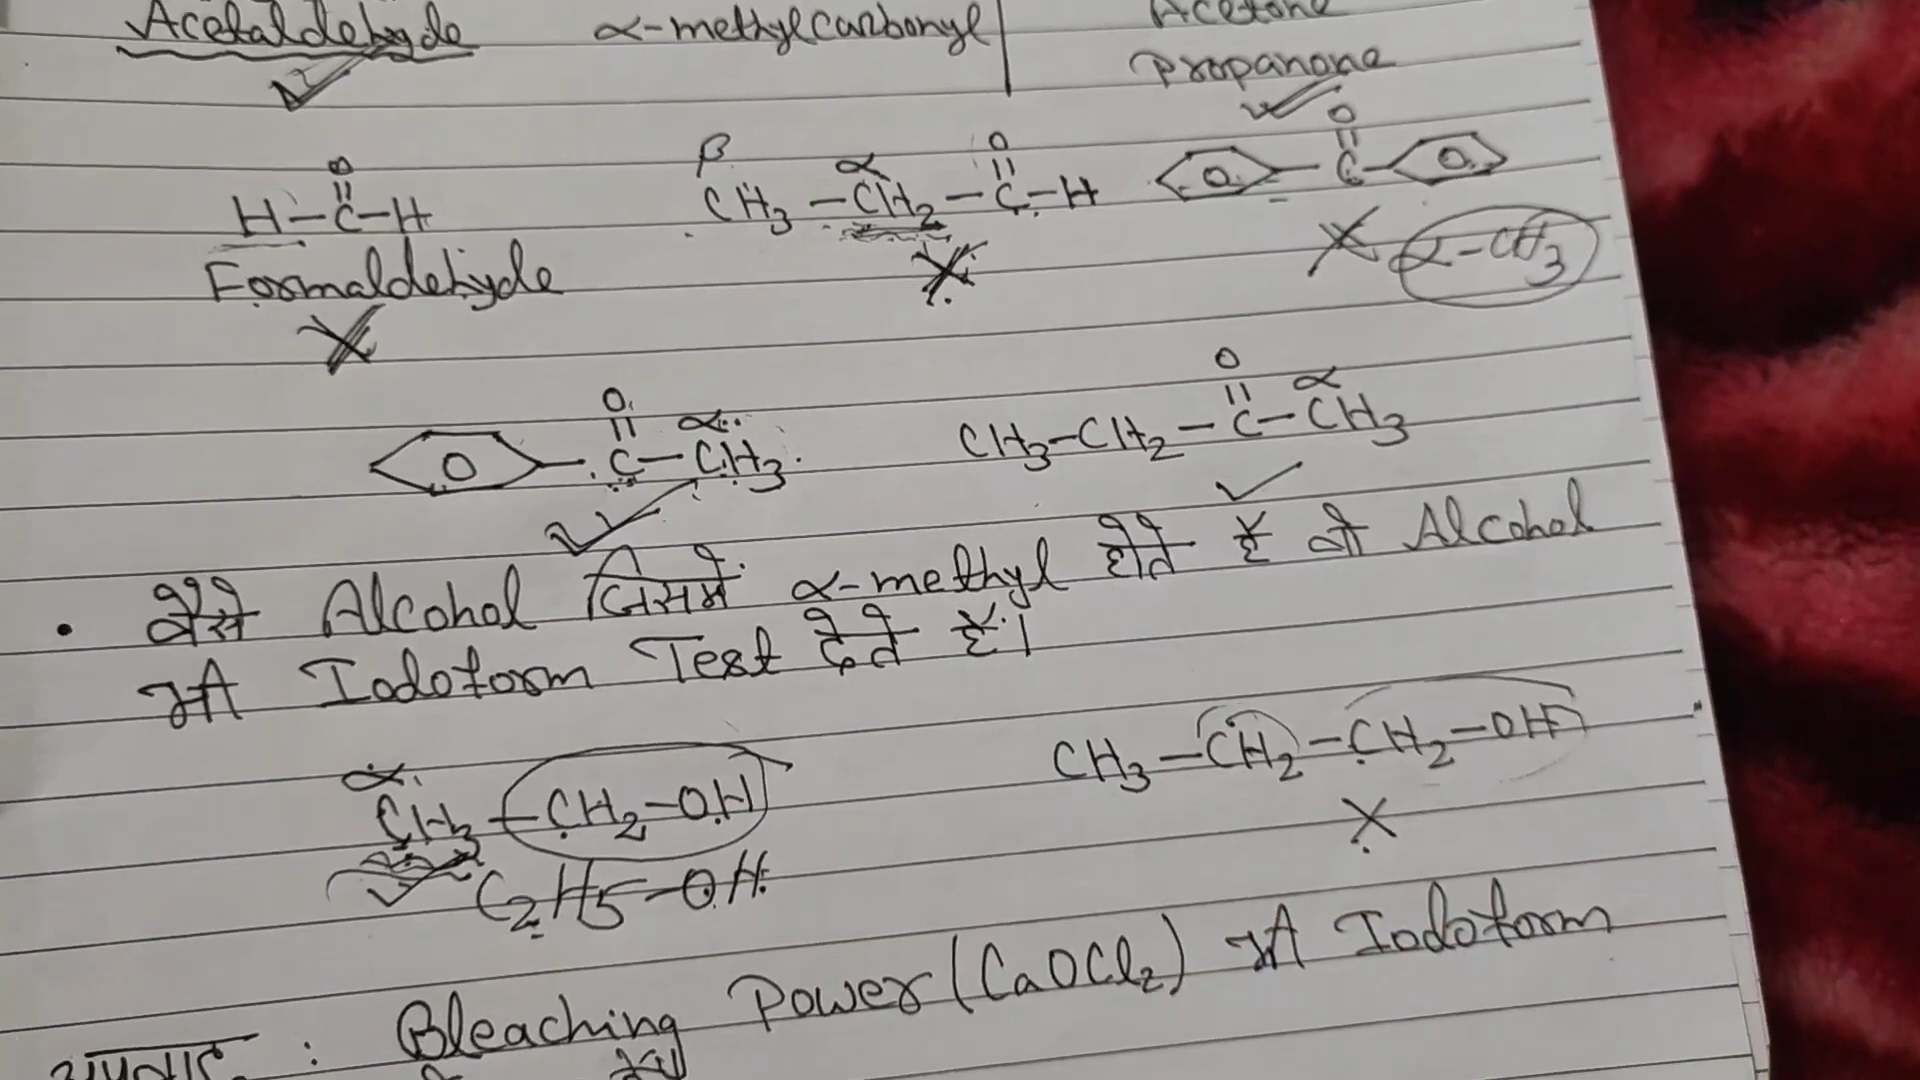 Acetaldehyde α-methylcarbonyl Acetone
Propanone
H-C-H
O
Formaldehyde
β α O
CH3-CH2-C-H
O
C
α-CH3
O α
C-CH3
O α
CH3-CH2-C-CH3
• वैसे Alcohol जिसमें α-methyl होते हैं वो Alcohol
भी Iodoform Test देते हैं।
α
CH3-CH2-OH
C2H5-OH
CH3-CH2-CH2-OH
अपवाद : Bleaching Power (CaOCl2) भी Iodoform